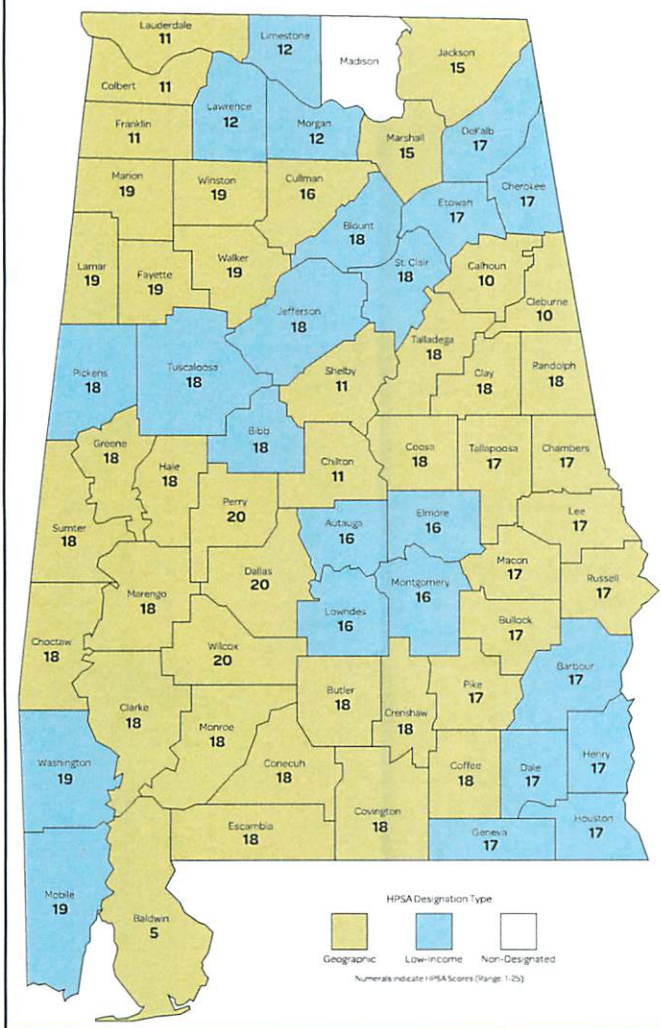 Lauderdale
11
Limestone
12
Madison
Jackson
15
Colbert 11
Lawrence
12
Franklin
11
Morgan
12
Marshall
15
DeKalb
17
Marion
19
Winston
19
Cullman
16
Cherokee
17
Etowah
17
Blount
18
St. Clair
18
Lamar
19
Fayette
19
Walker
19
Calhoun
10
Cleburne
10
Jefferson
18
Talladega
18
Pickens
18
Tuscaloosa
18
Shelby
11
Clay
18
Randolph
18
Bibb
18
Greene
18
Hale
18
Chilton
11
Coosa
18
Tallapoosa
17
Chambers
17
Perry
20
Sumter
18
Autauga
16
Elmore
16
Lee
17
Macon
17
Dallas
20
Montgomery
16
Russell
17
Marengo
18
Lowndes
16
Bullock
17
Choctaw
18
Wilcox
20
Barbour
17
Clarke
18
Butler
18
Crenshaw
18
Pike
17
Monroe
18
Washington
19
Conecuh
18
Coffee
18
Dale
17
Henry
17
Covington
18
Escambia
18
Geneva
17
Houston
17
Mobile
19
Baldwin
5
HPSA Designation Type
Geographic Low-Income Non-Designated
Numerals indicate HPSA Scores (Range: 1-25)